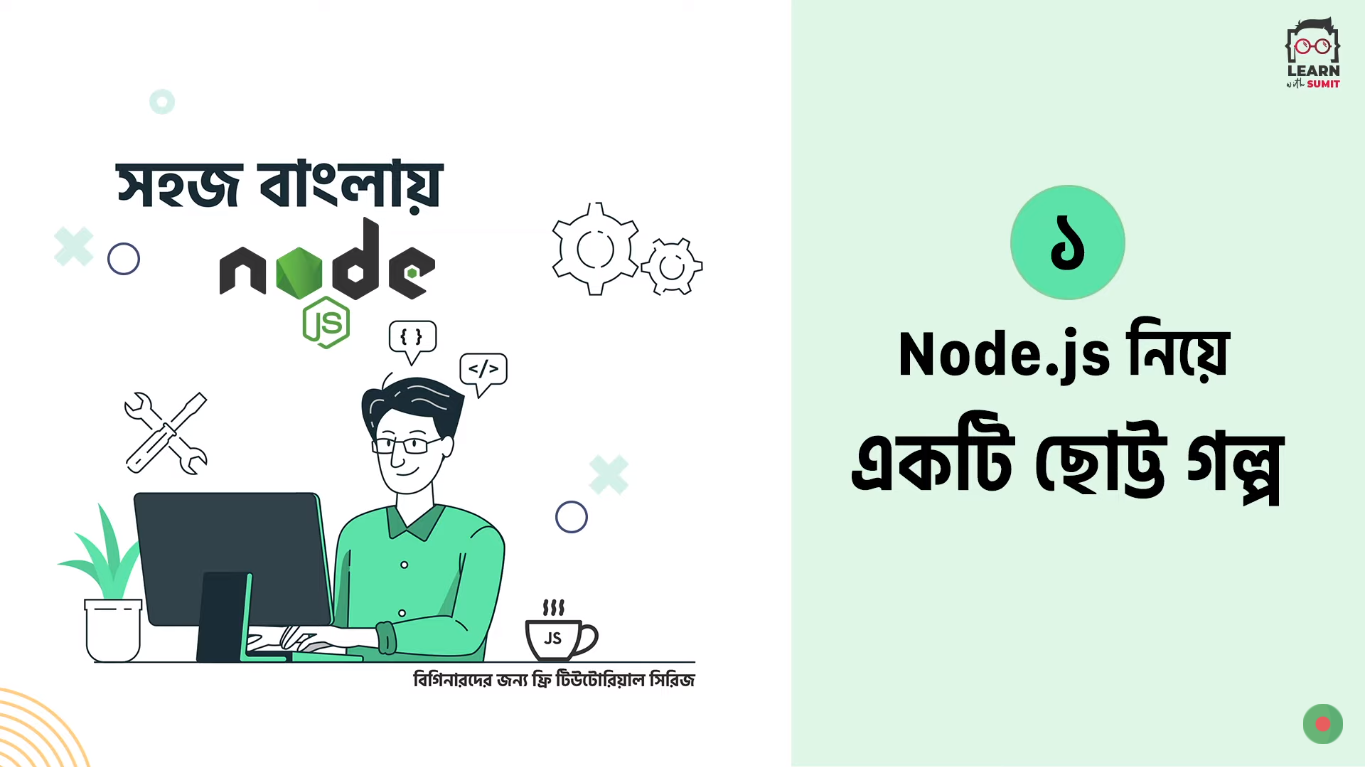 সহজ বাংলায়
node
JS
{ }
</>
JS
বিগিনারদের জন্য ফ্রি টিউটোরিয়াল সিরিজ
LEARN
with SUMIT
১
Node.js নিয়ে
একটি ছোট্ট গল্প